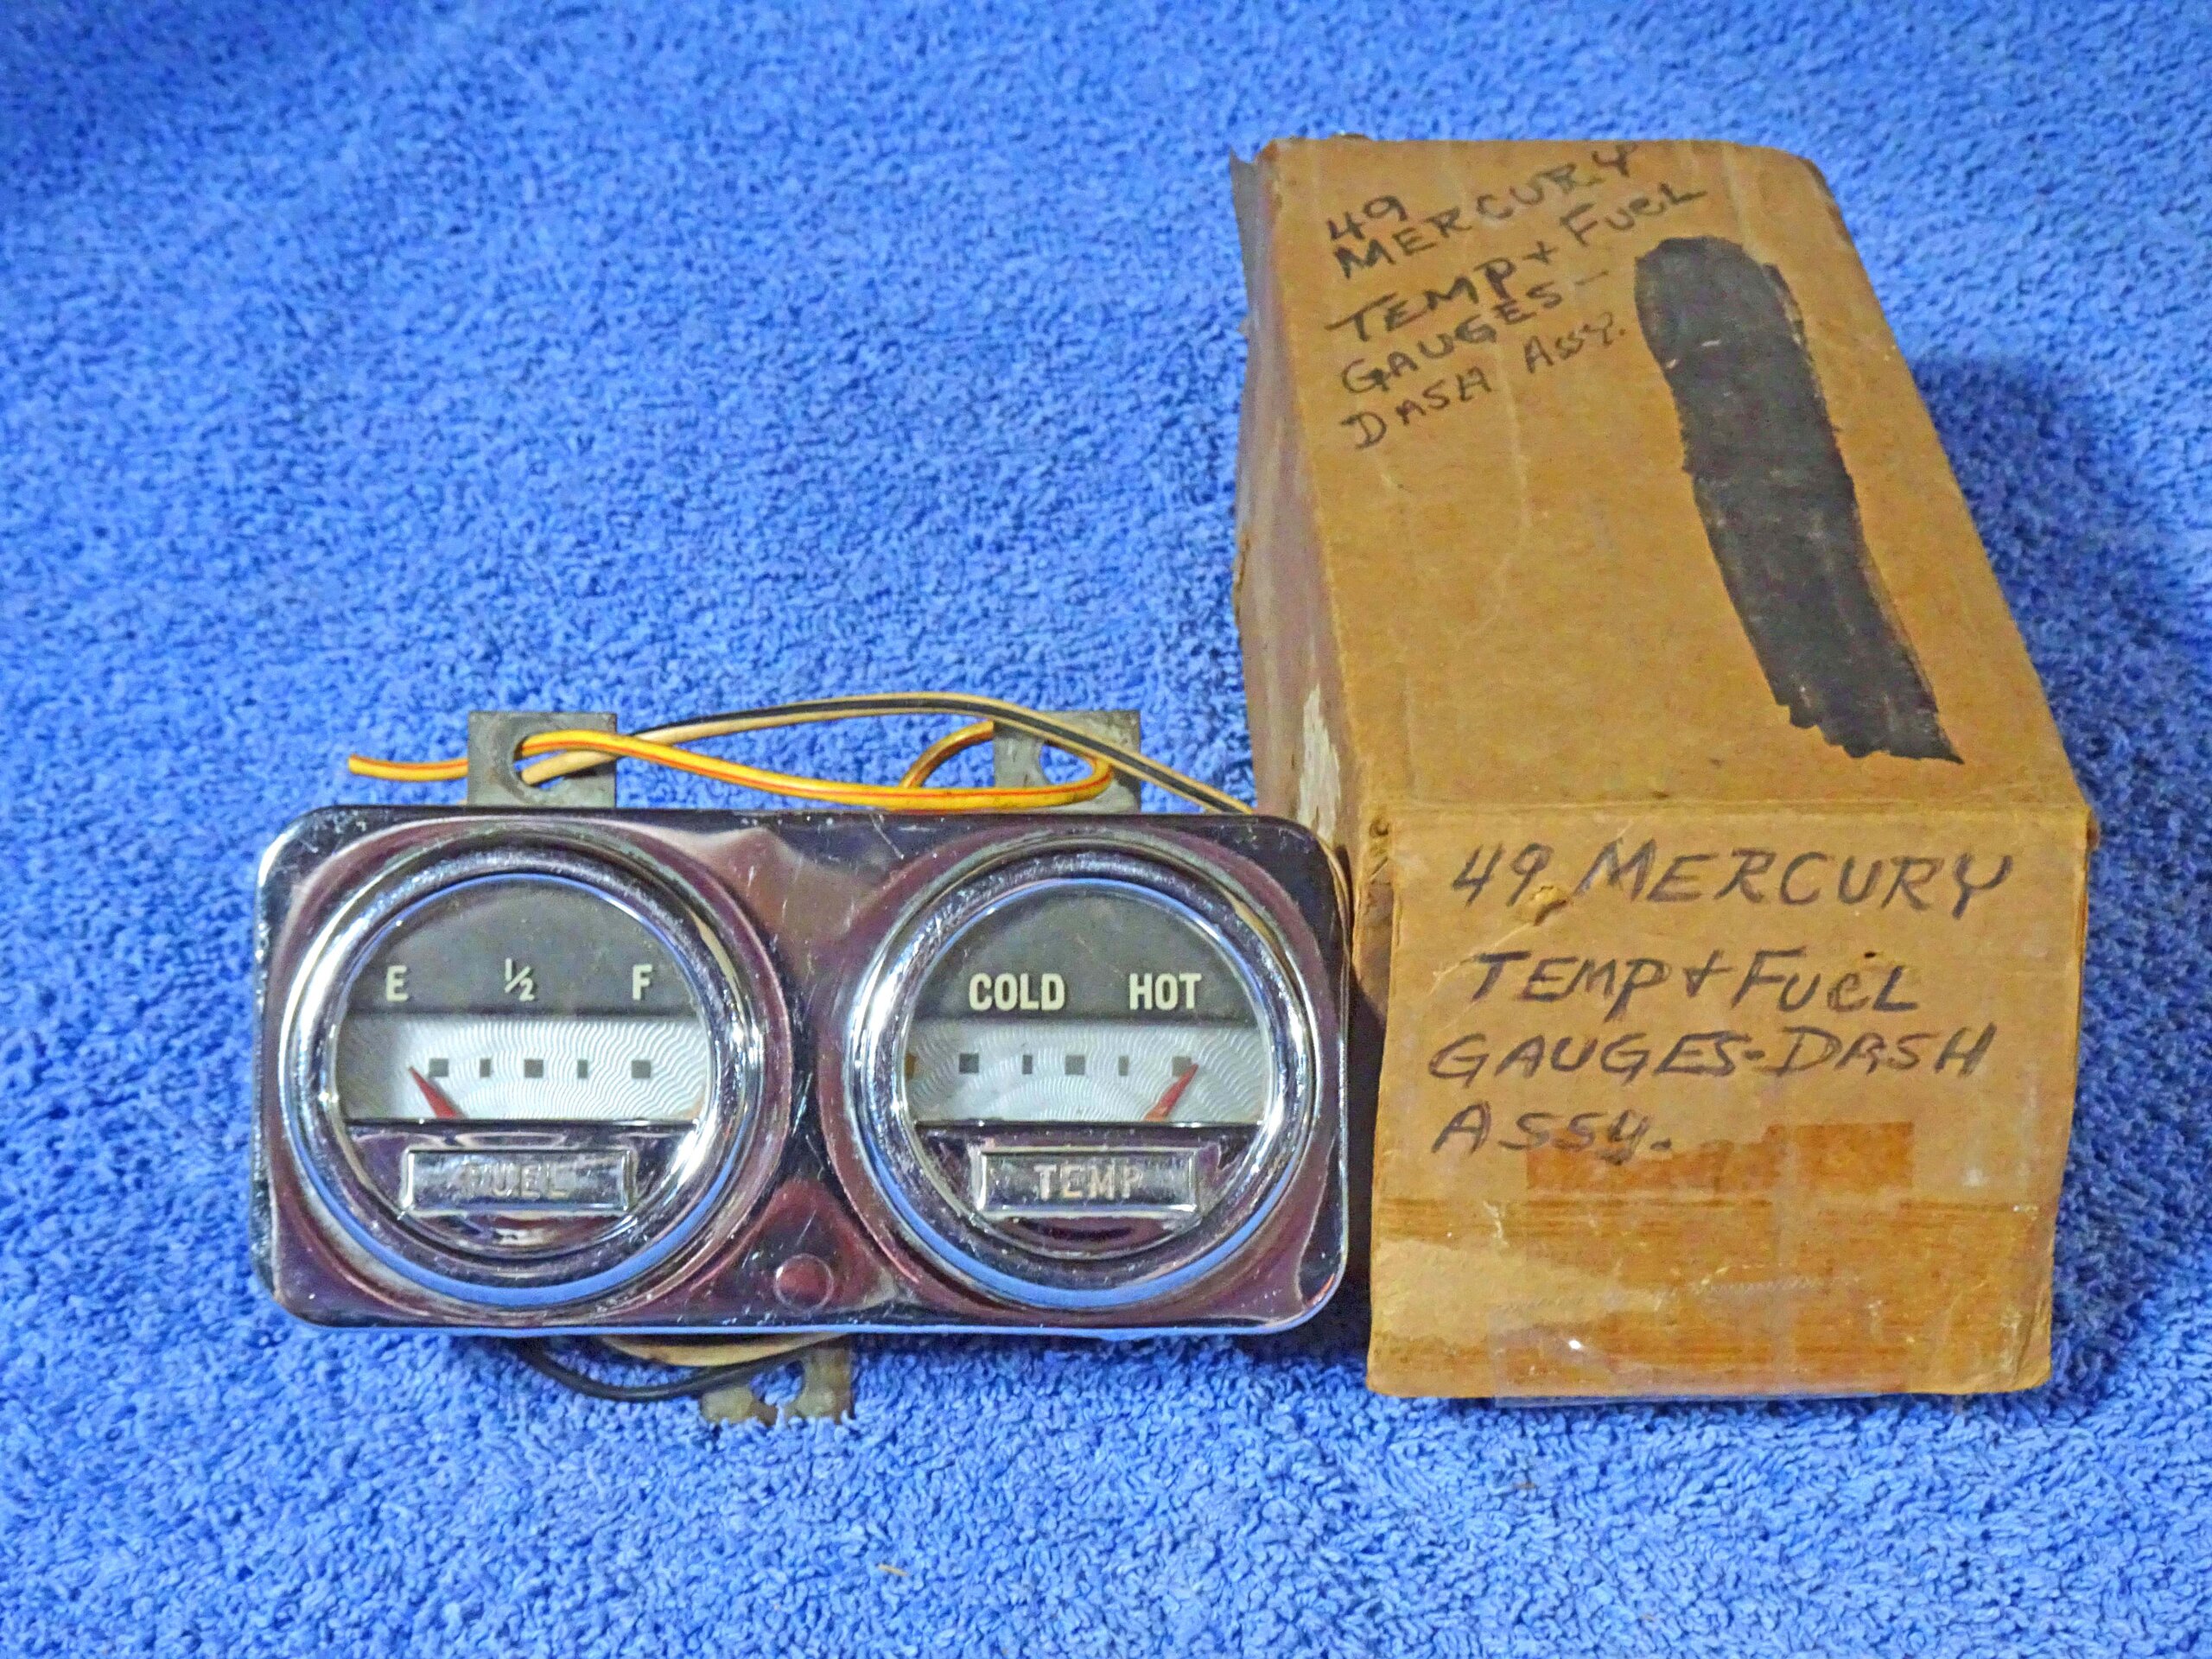 49
MERCURY
TEMP + FUEL
GAUGES—
DASH ASSY.
49 MERCURY
TEMP + FUEL
GAUGES-DASH
ASSY.
E ½ F
FUEL
COLD HOT
TEMP